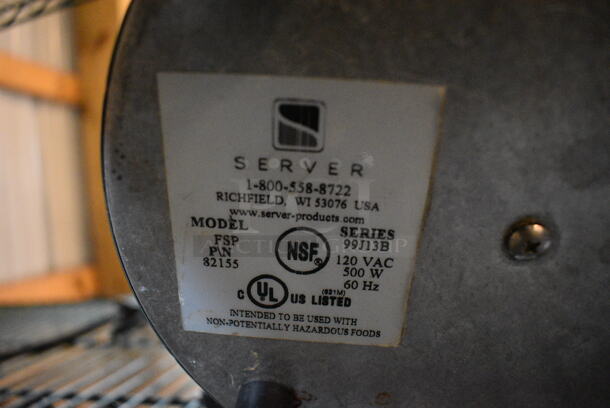 SERVER
1-800-558-8722
RICHFIELD, WI 53076 USA
www.server-products.com
MODEL
FSP
P\N
82155
NSF®
SERIES
99J13B
120 VAC
500 W
60 Hz
C UL® US LISTED
(621M)
INTENDED TO BE USED WITH
NON-POTENTIALLY HAZARDOUS FOODS